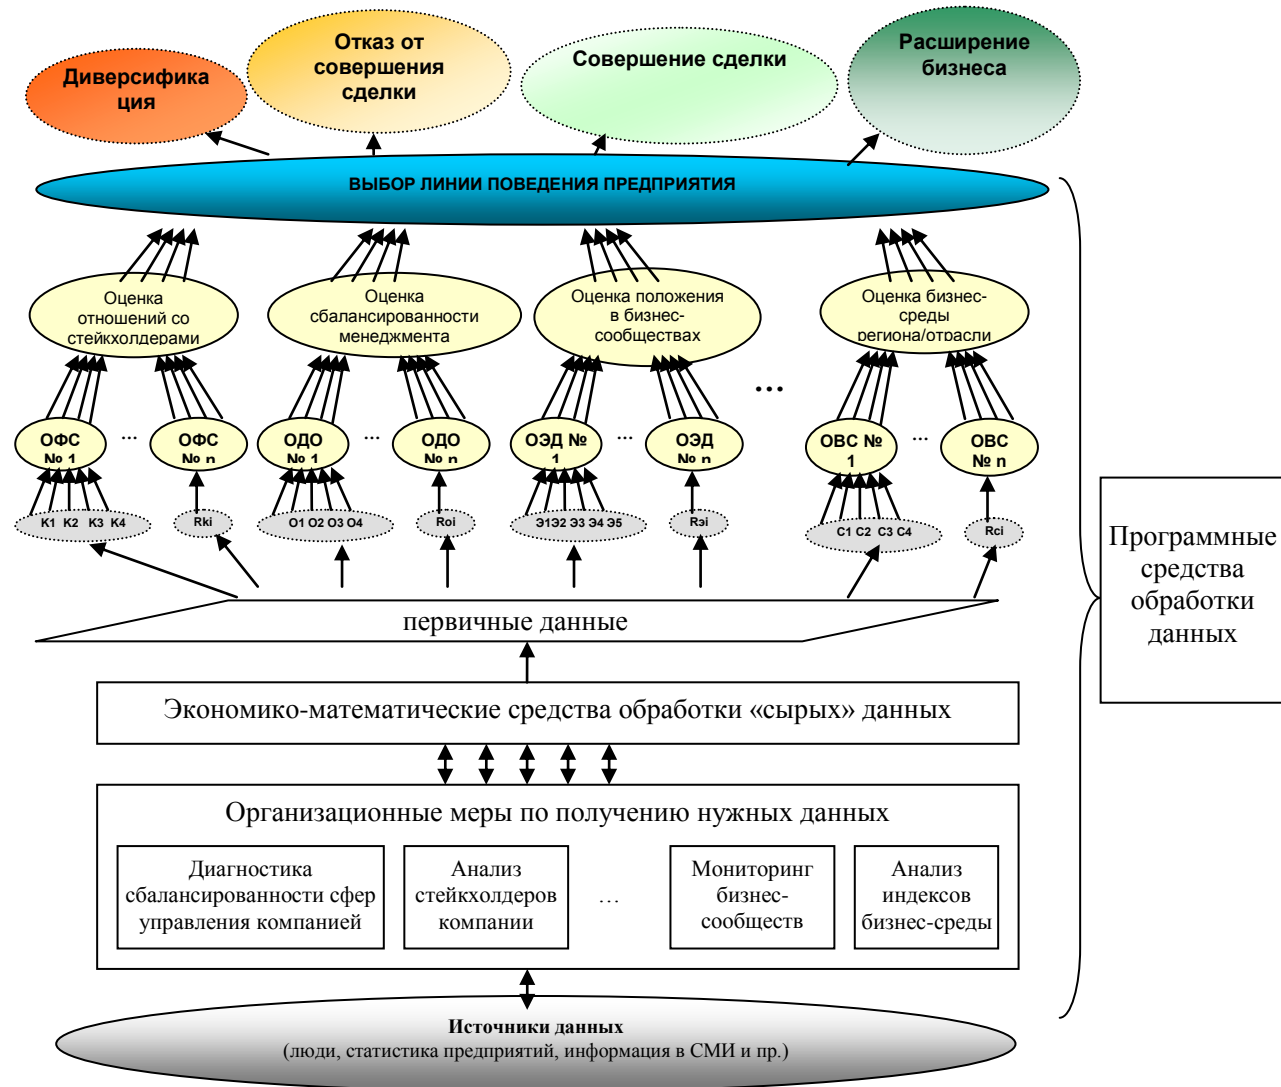 Диверсифика
ция
Отказ от
совершения
сделки
Совершение сделки
Расширение
бизнеса
ВЫБОР ЛИНИИ ПОВЕДЕНИЯ ПРЕДПРИЯТИЯ
Оценка
отношений со
стейкхолдерами
Оценка
сбалансированности
менеджмента
Оценка положения
в бизнес-
сообществах
Оценка бизнес-
среды
региона/отрасли
...
ОФС
№ 1
...
ОФС
№ n
ОДО
№ 1
...
ОДО
№ n
ОЭД №
1
...
ОЭД
№ n
ОВС №
1
...
ОВС
№ n
К1 К2 К3 К4
Rкi
О1 О2 О3 О4
Rоi
Э1Э2 Э3 Э4 Э5
Rэi
С1 С2 С3 С4
Rсi
первичные данные
Экономико-математические средства обработки «сырых» данных
Организационные меры по получению нужных данных
Диагностика
сбалансированности сфер
управления компанией
Анализ
стейкхолдеров
компании
...
Мониторинг
бизнес-
сообществ
Анализ
индексов
бизнес-среды
Источники данных
(люди, статистика предприятий, информация в СМИ и пр.)
Программные
средства
обработки
данных